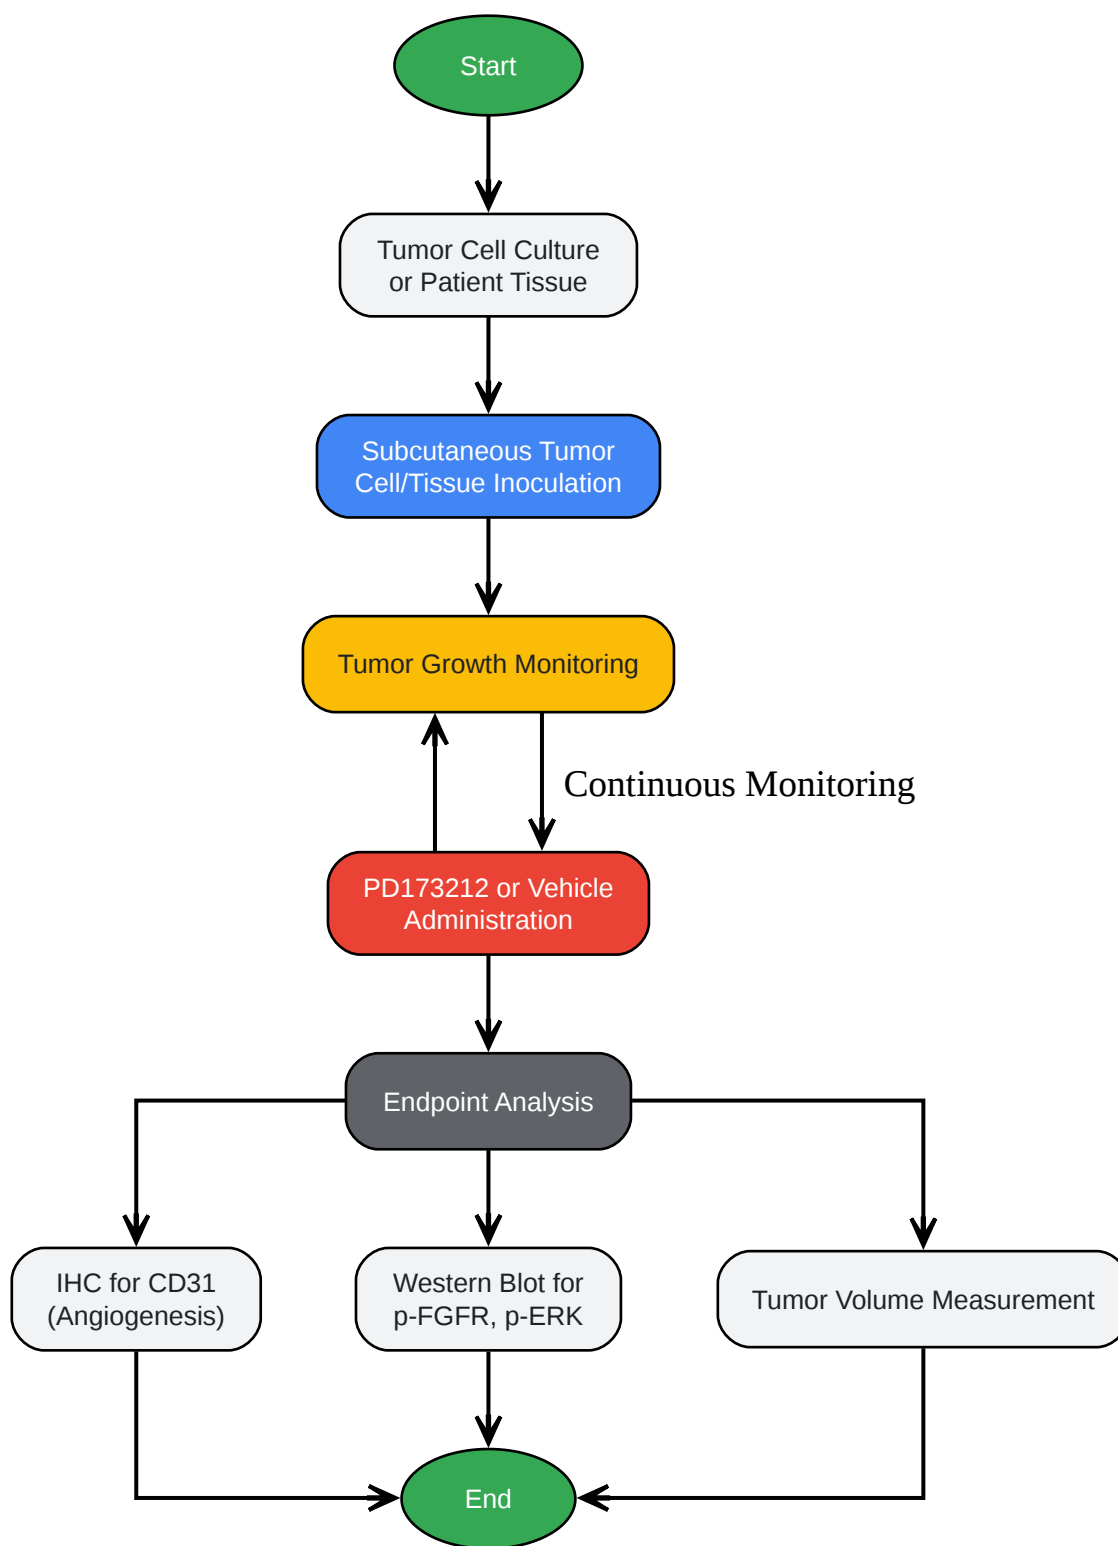 Start
Tumor Cell Culture
or Patient Tissue
Subcutaneous Tumor
Cell/Tissue Inoculation
Tumor Growth Monitoring
Continuous Monitoring
PD173212 or Vehicle
Administration
Endpoint Analysis
IHC for CD31
(Angiogenesis)
Western Blot for
p-FGFR, p-ERK
Tumor Volume Measurement
End